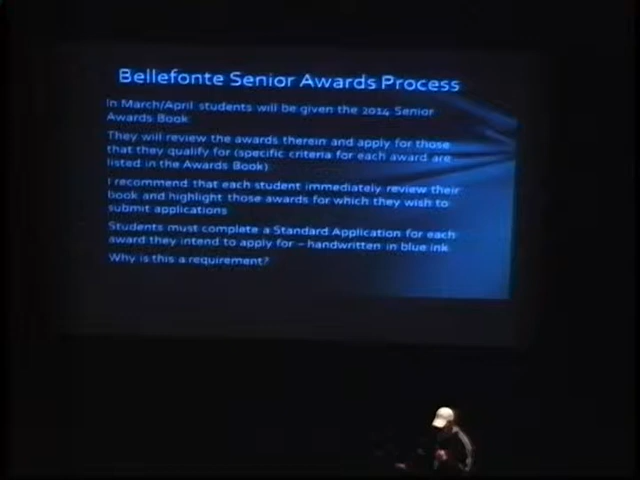 Bellefonte Senior Awards Process
In March/April students will be given the 2014 Senior
Awards Book
They will review the awards therein and apply for those
that they qualify for (specific criteria for each award are
listed in the Awards Book)
I recommend that each student immediately review their
book and highlight those awards for which they wish to
submit applications
Students must complete a Standard Application for each
award they intend to apply for – handwritten in blue ink
Why is this a requirement?